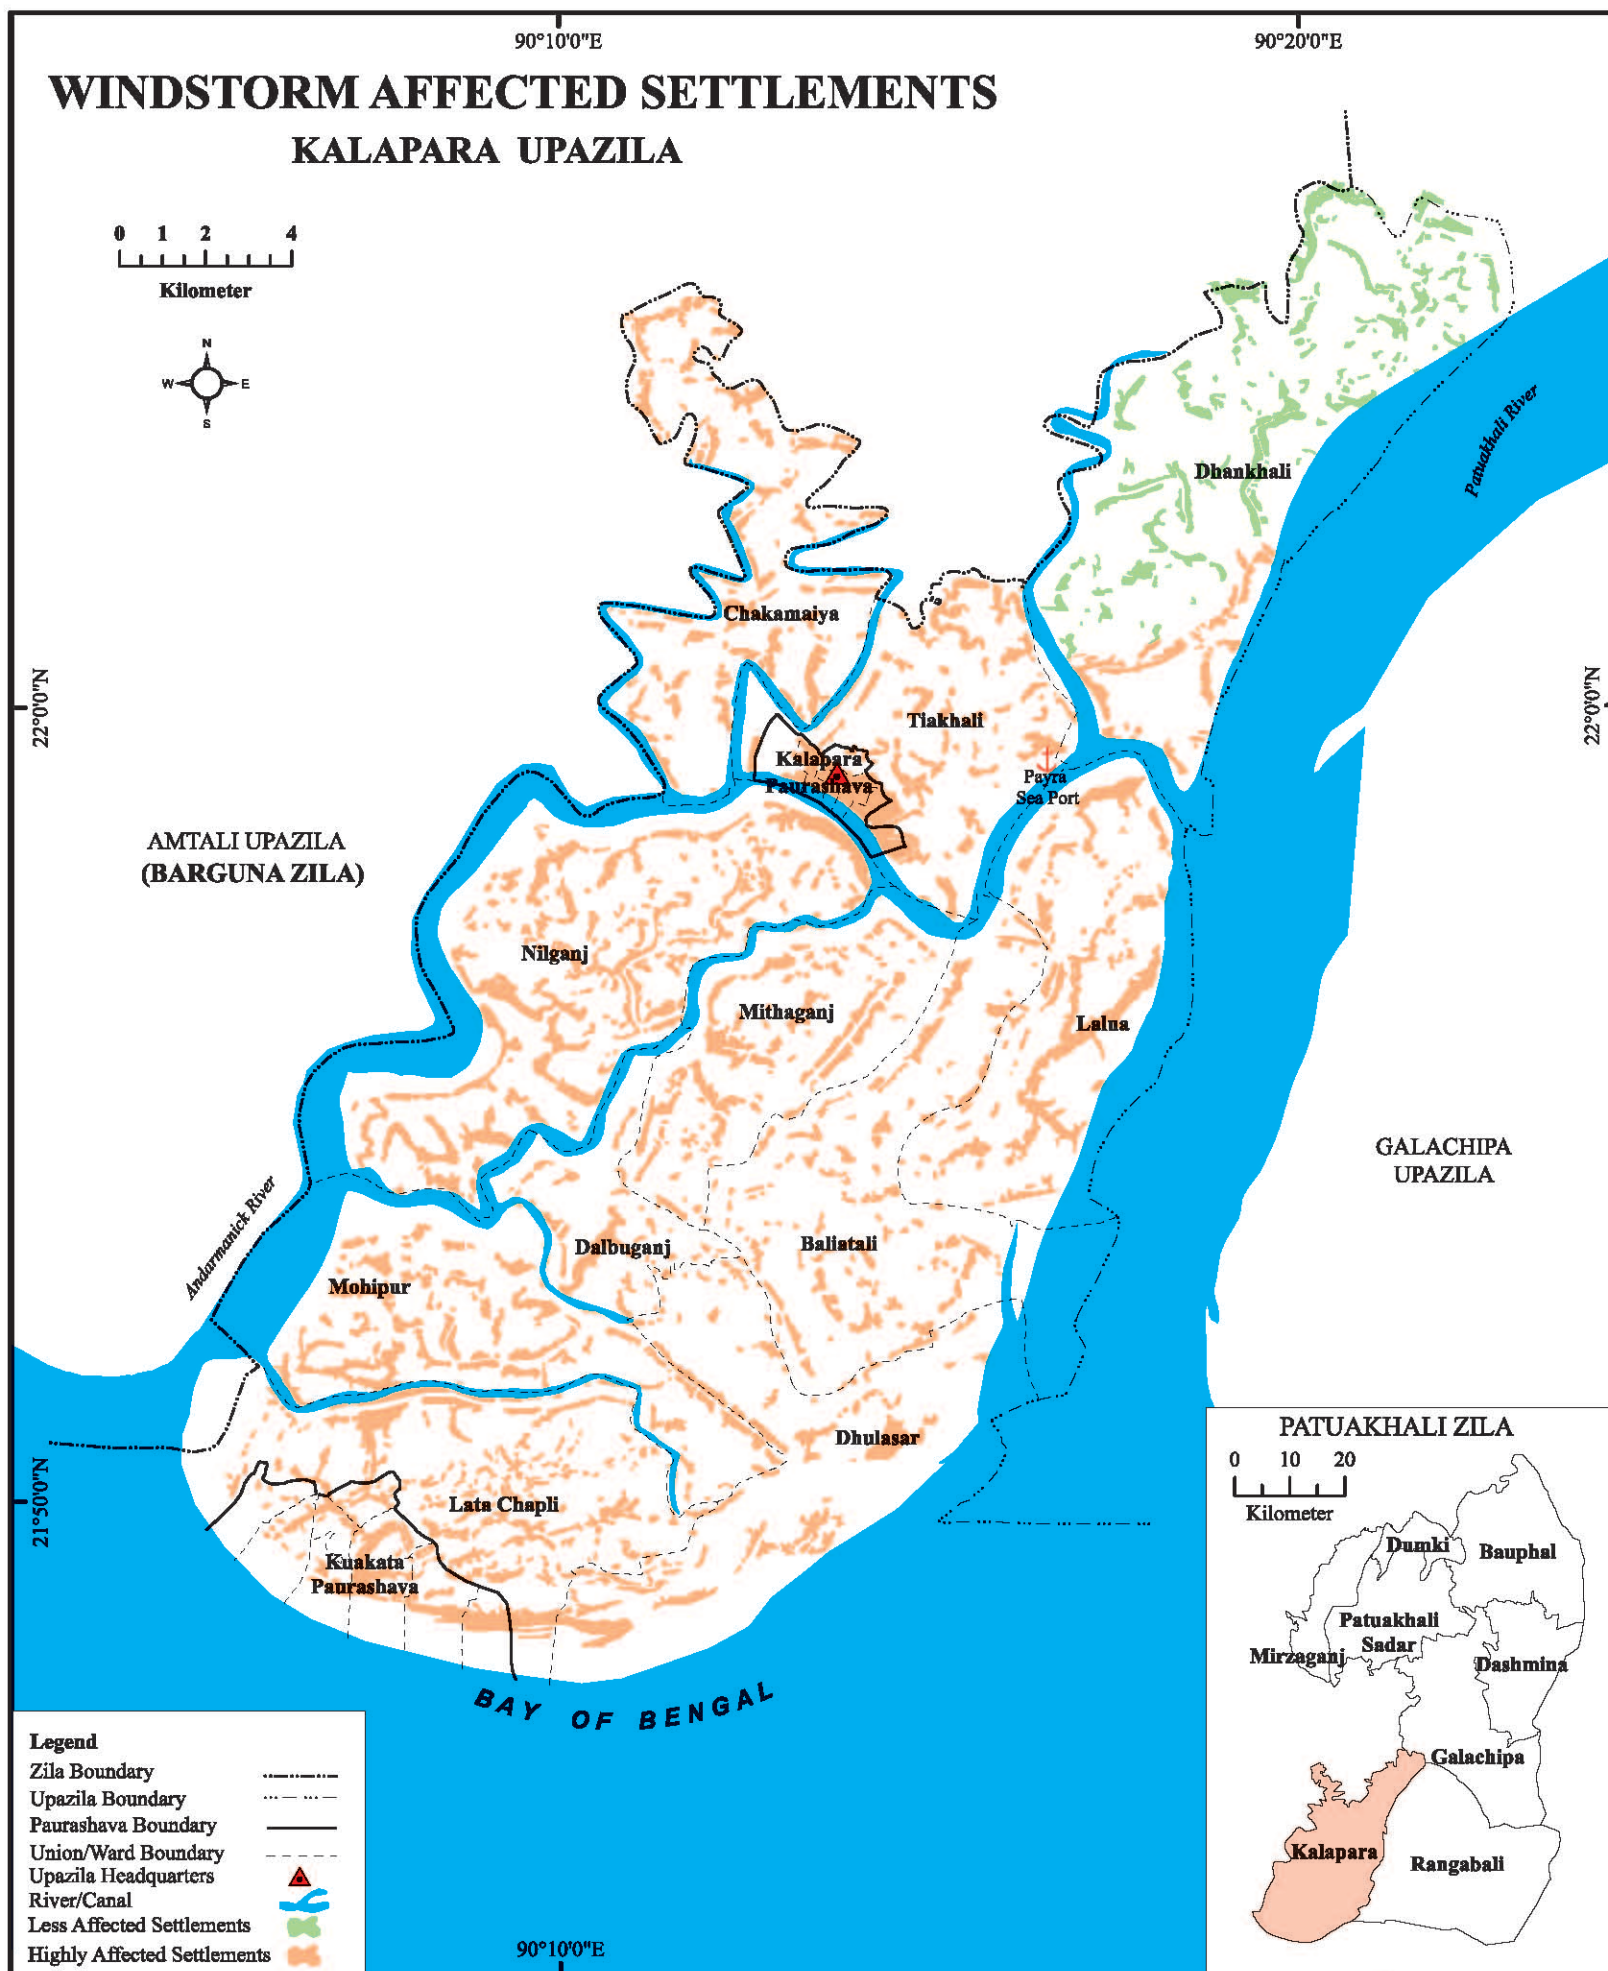 90°10'0"E
90°20'0"E
WINDSTORM AFFECTED SETTLEMENTS
KALAPARA UPAZILA
0 1 2 4
Kilometer
N
W E
S
Patuakhali River
Dhankhali
Chakamaiya
22°0'0"N
22°0'0"N
Tiakhali
Kalapara
Paurashava
Payra
Sea Port
AMTALI UPAZILA
(BARGUNA ZILA)
Nilganj
Mithaganj
Lalua
GALACHIPA
UPAZILA
Andarmanick River
Dalbuganj
Baliatali
Mohipur
Dhulasar
21°50'0"N
Lata Chapli
Kuakata
Paurashava
BAY OF BENGAL
PATUAKHALI ZILA
0 10 20
Kilometer
Dumki
Bauphal
Patuakhali
Sadar
Mirzaganj
Dashmina
Galachipa
Kalapara
Rangabali
Legend
Zila Boundary
Upazila Boundary
Paurashava Boundary
Union/Ward Boundary
Upazila Headquarters
River/Canal
Less Affected Settlements
Highly Affected Settlements
90°10'0"E